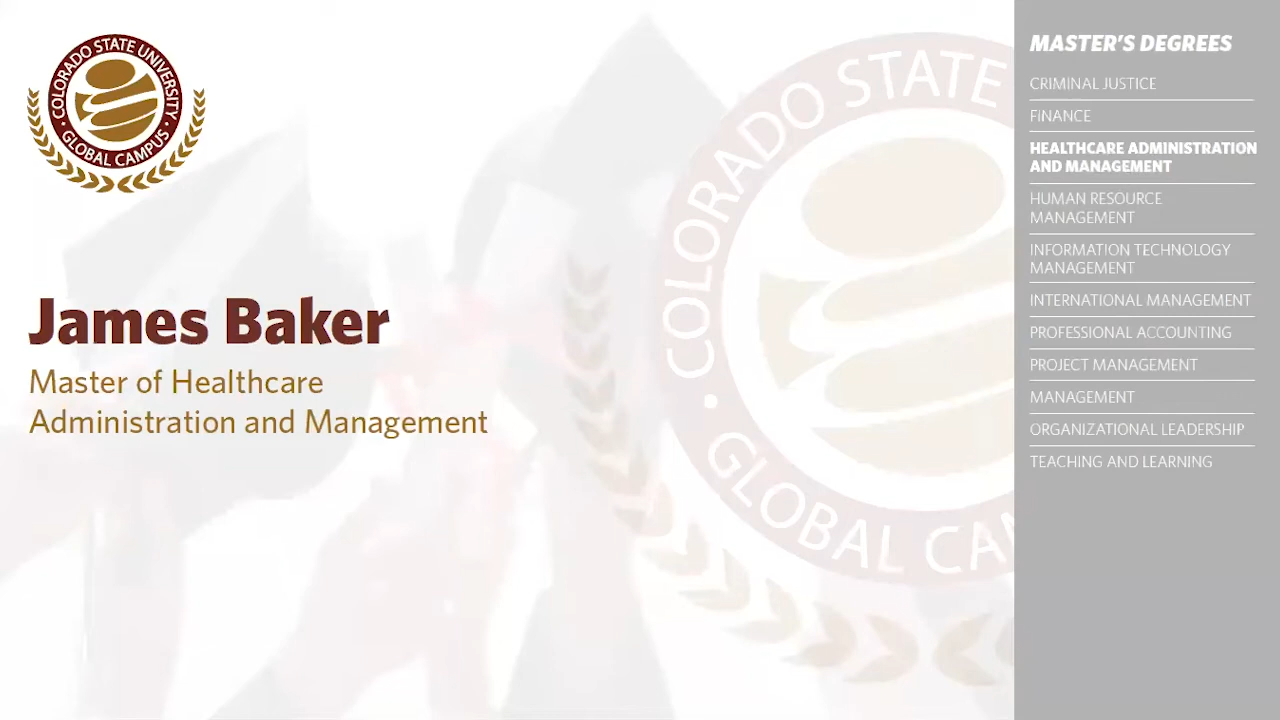 COLORADO STATE UNIVERSITY
• GLOBAL CAMPUS •
James Baker
Master of Healthcare
Administration and Management
COLORADO STATE
• GLOBAL CA
MASTER'S DEGREES
CRIMINAL JUSTICE
FINANCE
HEALTHCARE ADMINISTRATION
AND MANAGEMENT
HUMAN RESOURCE
MANAGEMENT
INFORMATION TECHNOLOGY
MANAGEMENT
INTERNATIONAL MANAGEMENT
PROFESSIONAL ACCOUNTING
PROJECT MANAGEMENT
MANAGEMENT
ORGANIZATIONAL LEADERSHIP
TEACHING AND LEARNING